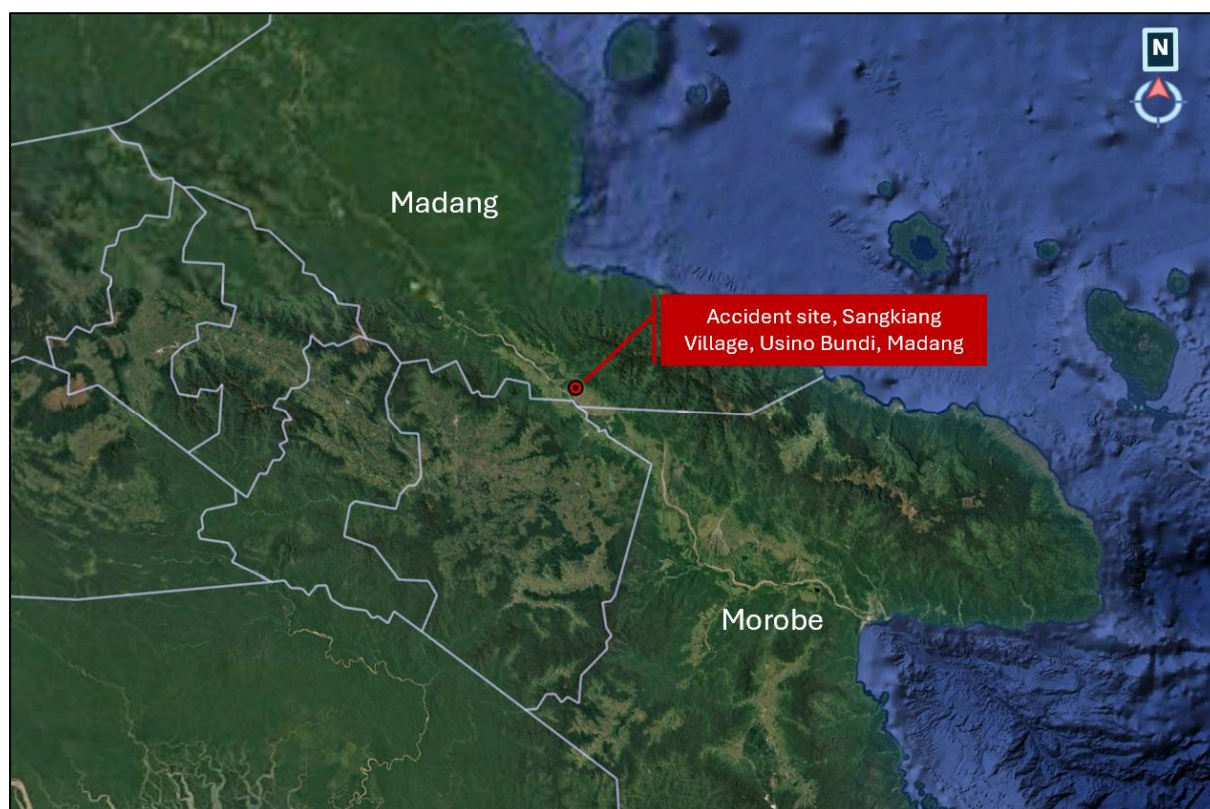 N
Madang
Accident site, Sangkiang
Village, Usino Bundi, Madang
Morobe